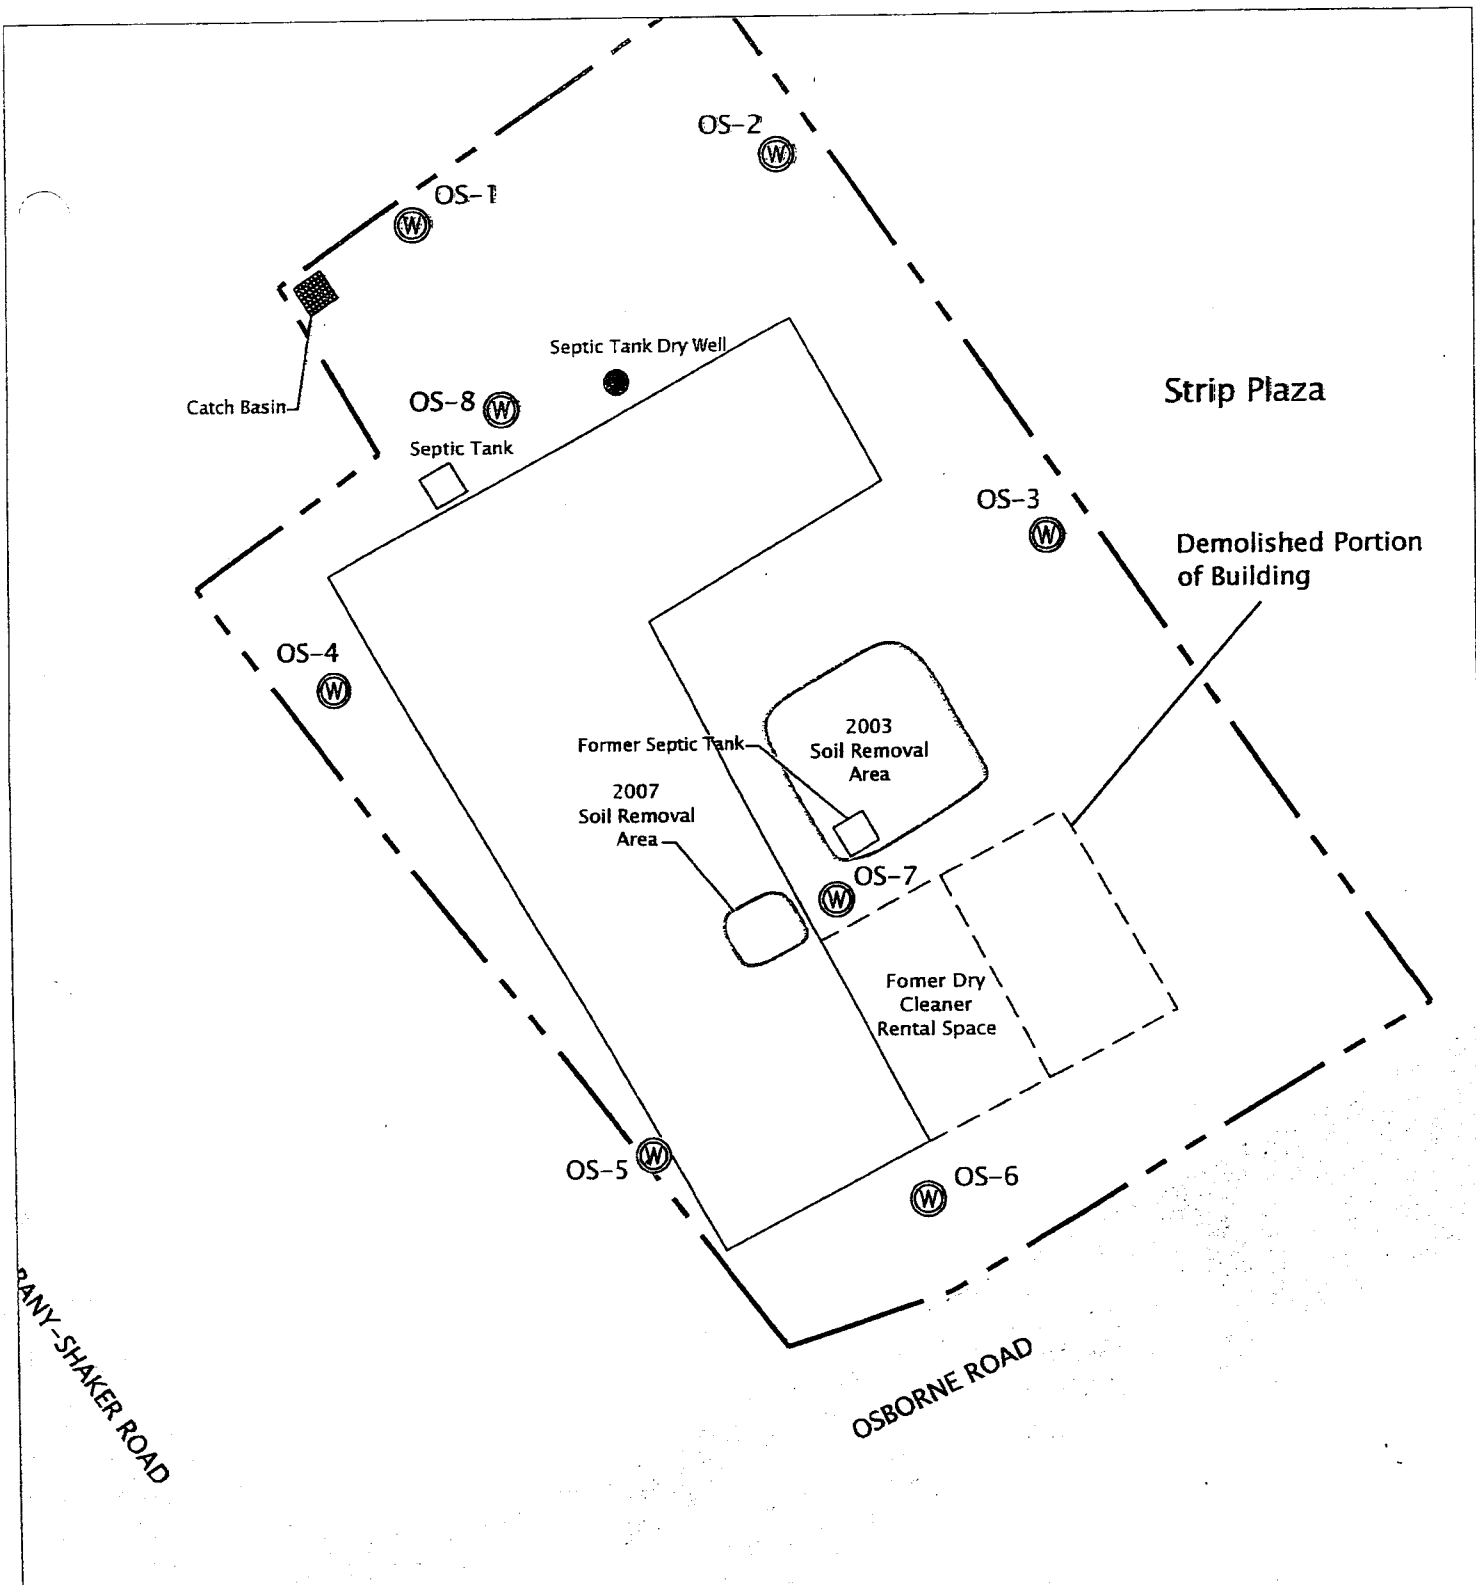 OS-2
W
OS-1
W
Septic Tank Dry Well
Strip Plaza
Catch Basin
OS-8
W
Septic Tank
OS-3
W
Demolished Portion
of Building
OS-4
W
2003
Soil Removal
Area
Former Septic Tank
2007
Soil Removal
Area
OS-7
W
Fomer Dry
Cleaner
Rental Space
OS-5
W
OS-6
W
BANY-SHAKER ROAD
OSBORNE ROAD